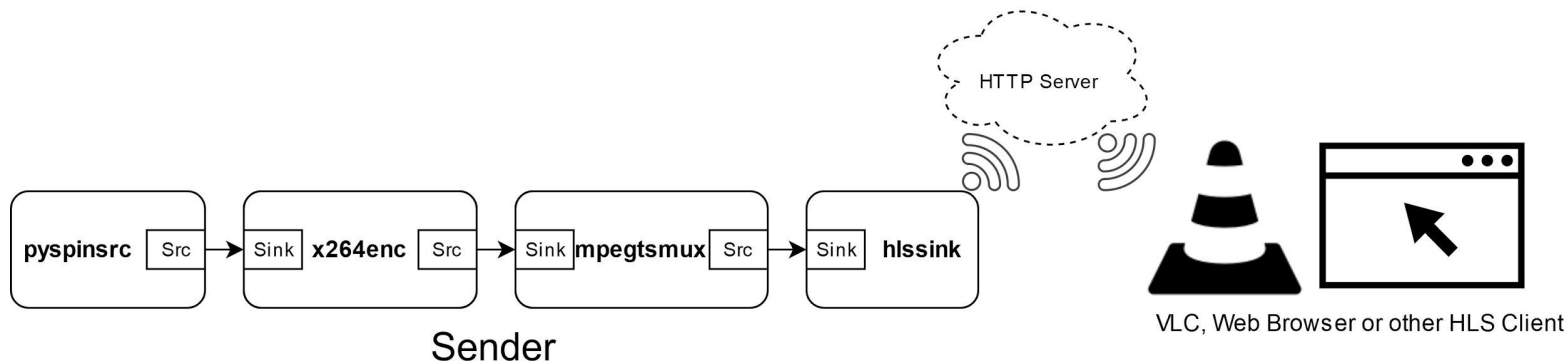 HTTP Server
pyspinsrc
Src
Sink
x264enc
Src
Sink
mpegtsmux
Src
Sink
hlssink
VLC, Web Browser or other HLS Client
Sender